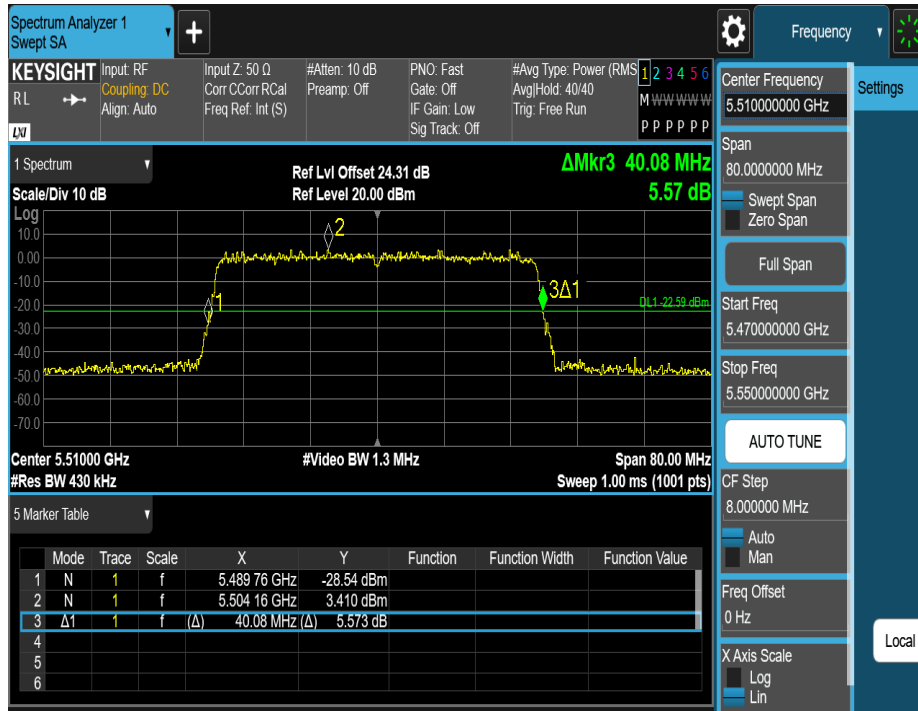 Spectrum Analyzer 1
Swept SA
+
Frequency
KEYSIGHT
RL
LXI
Input: RF
Coupling: DC
Align: Auto
Input Z: 50 Ω
Corr CCorr RCal
Freq Ref: Int (S)
#Atten: 10 dB
Preamp: Off
PNO: Fast
Gate: Off
IF Gain: Low
Sig Track: Off
#Avg Type: Power (RMS
Avg|Hold: 40/40
Trig: Free Run
1 2 3 4 5 6
M W W W W W
P P P P P P
1 Spectrum
Scale/Div 10 dB
Ref Lvl Offset 24.31 dB
Ref Level 20.00 dBm
ΔMkr3 40.08 MHz
5.57 dB
Log
10.0
0.00
-10.0
-20.0
-30.0
-40.0
-50.0
-60.0
-70.0
2
1
3Δ1
DL1 -22.59 dBm
Center 5.51000 GHz
#Video BW 1.3 MHz
Span 80.00 MHz
#Res BW 430 kHz
Sweep 1.00 ms (1001 pts)
5 Marker Table
Mode Trace Scale X Y Function Function Width Function Value
1 N 1 f 5.489 76 GHz -28.54 dBm
2 N 1 f 5.504 16 GHz 3.410 dBm
3 Δ1 1 f (Δ) 40.08 MHz (Δ) 5.573 dB
4
5
6
Center Frequency
5.510000000 GHz
Span
80.0000000 MHz
Swept Span
Zero Span
Full Span
Start Freq
5.470000000 GHz
Stop Freq
5.550000000 GHz
AUTO TUNE
CF Step
8.000000 MHz
Auto
Man
Freq Offset
0 Hz
X Axis Scale
Log
Lin
Settings
Local